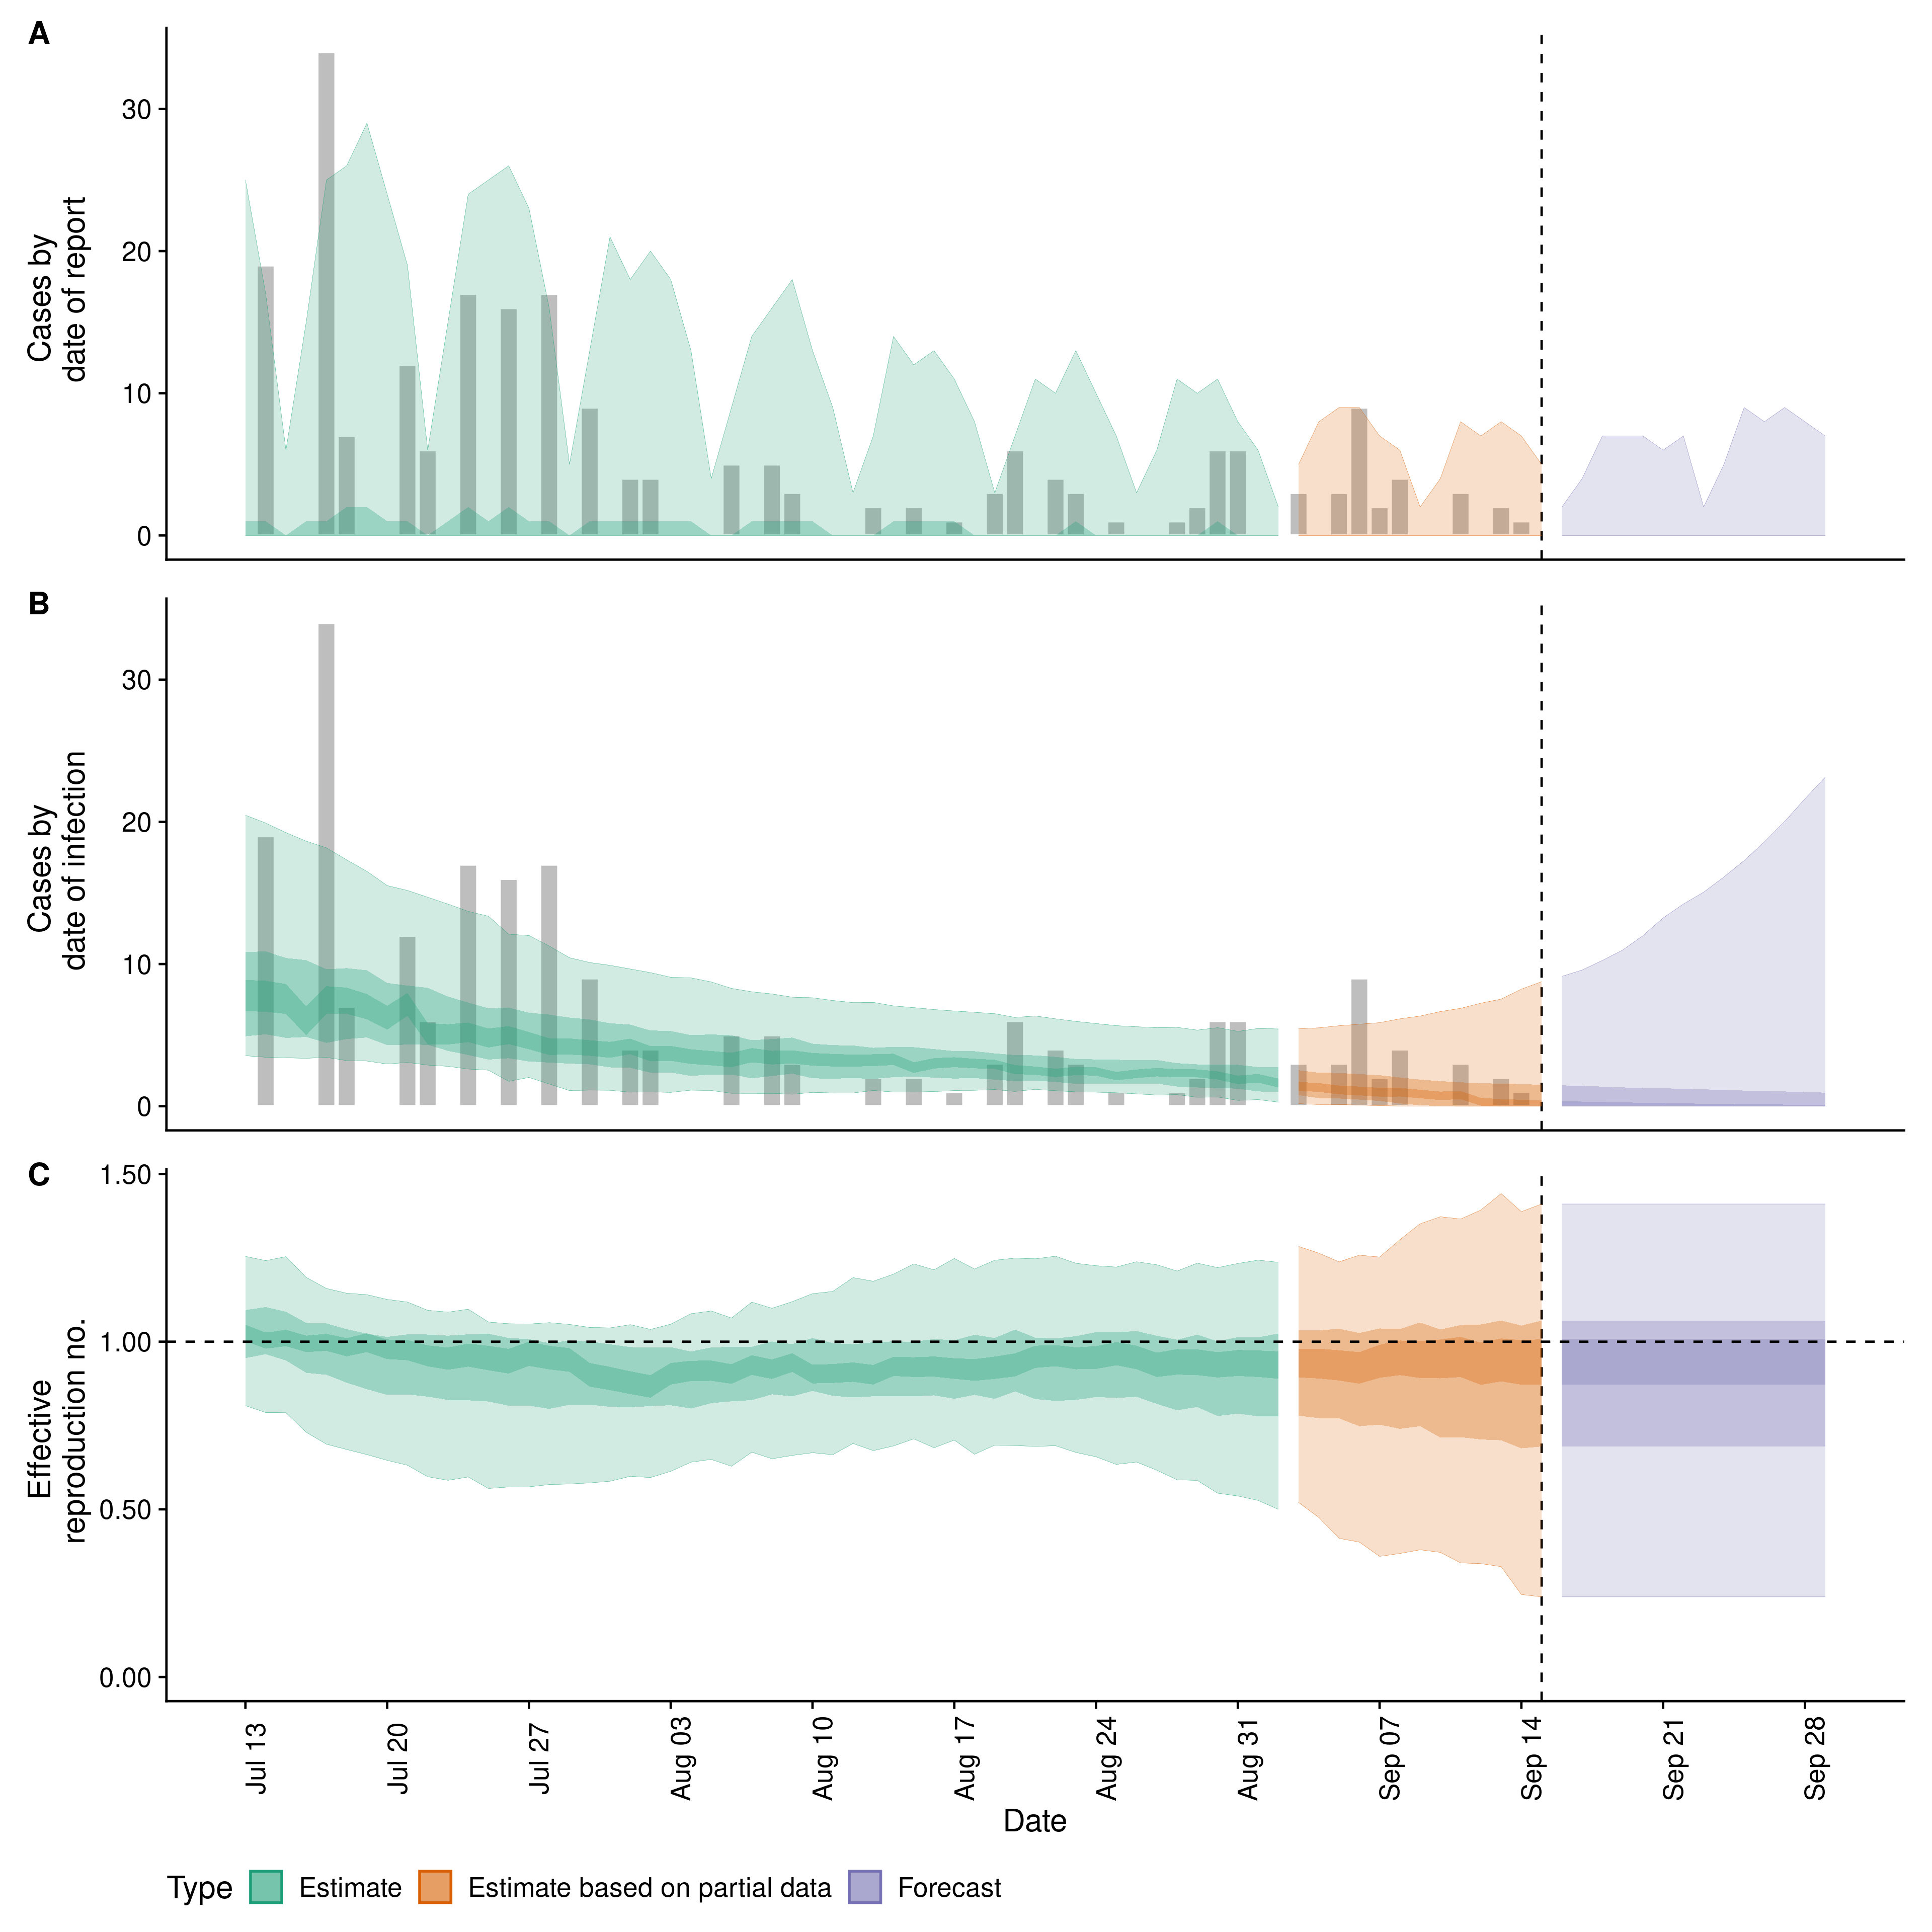 A
Cases by
date of report
30
20
10
0
B
Cases by
date of infection
30
20
10
0
C
Effective
reproduction no.
1.50
1.00
0.50
0.00
Jul 13
Jul 20
Jul 27
Aug 03
Aug 10
Aug 17
Aug 24
Aug 31
Sep 07
Sep 14
Sep 21
Sep 28
Date
Type Estimate Estimate based on partial data Forecast